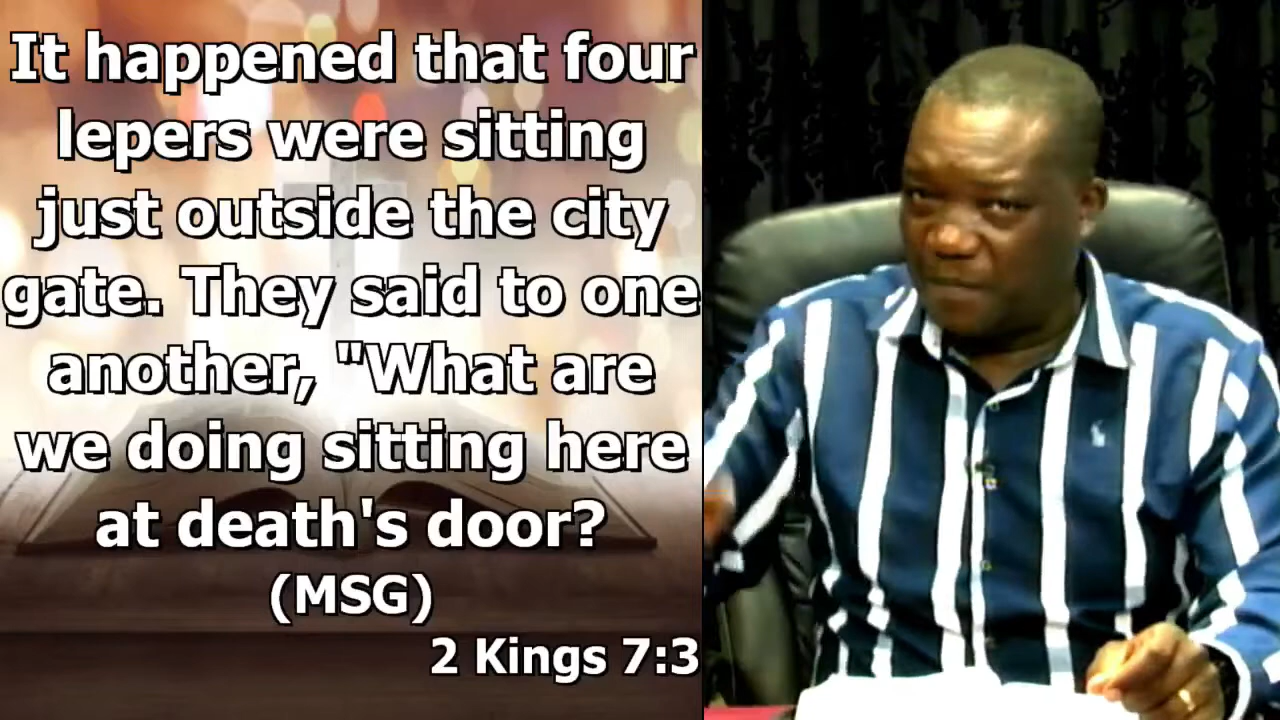 It happened that four
lepers were sitting
just outside the city
gate. They said to one
another, "What are
we doing sitting here
at death's door?
(MSG)
2 Kings 7:3